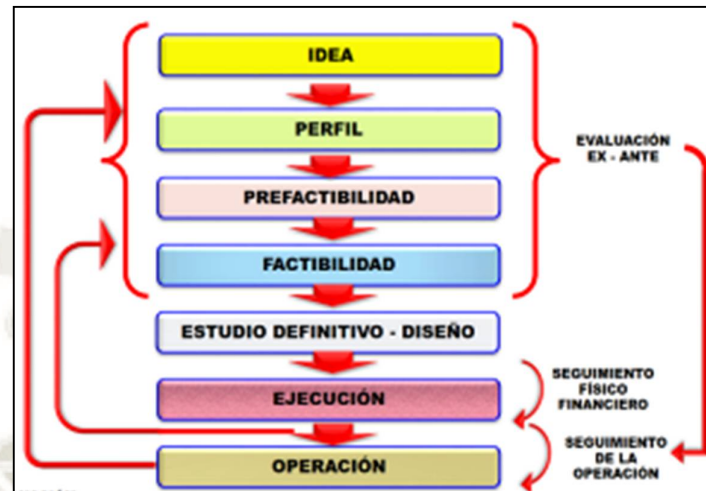 IDEA
PERFIL
EVALUACIÓN
EX - ANTE
PREFACTIBILIDAD
FACTIBILIDAD
ESTUDIO DEFINITIVO - DISEÑO
SEGUIMIENTO
FÍSICO
FINANCIERO
EJECUCIÓN
SEGUIMIENTO
DE LA
OPERACIÓN
OPERACIÓN